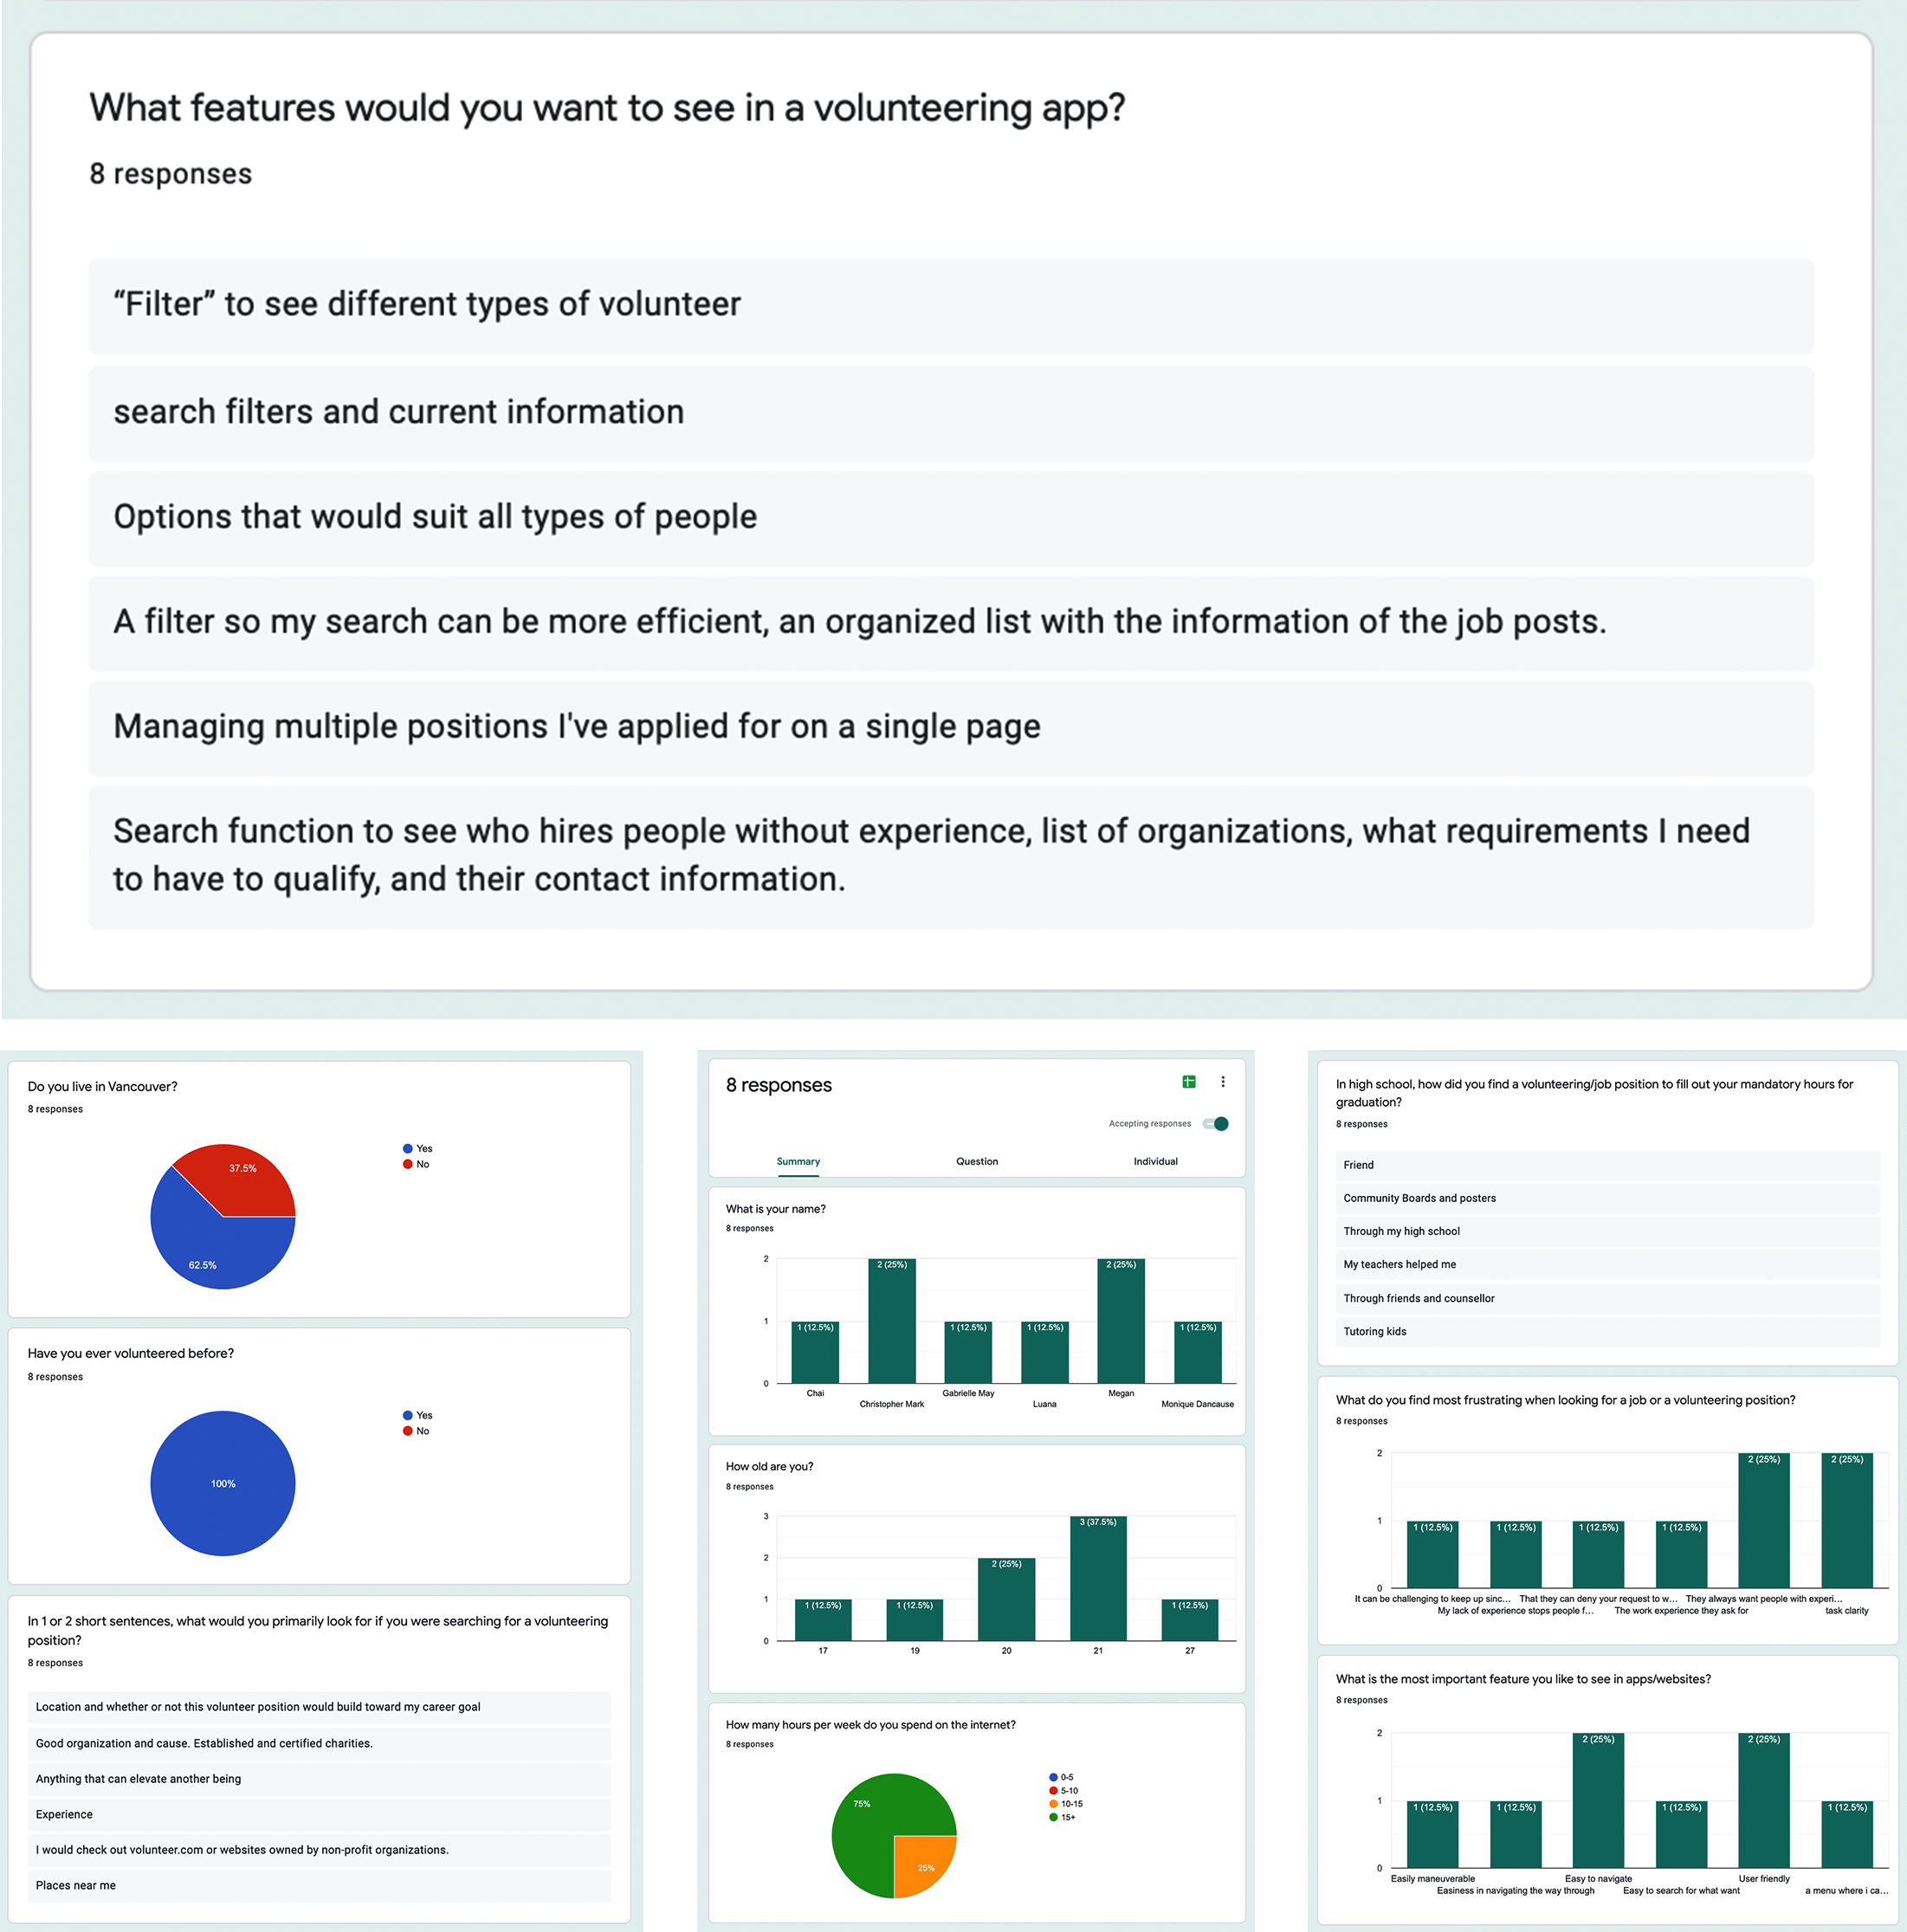 What features would you want to see in a volunteering app?
8 responses
“Filter” to see different types of volunteer
search filters and current information
Options that would suit all types of people
A filter so my search can be more efficient, an organized list with the information of the job posts.
Managing multiple positions I've applied for on a single page
Search function to see who hires people without experience, list of organizations, what requirements I need
to have to qualify, and their contact information.
Do you live in Vancouver?
8 responses
Yes
No
37.5%
62.5%
Have you ever volunteered before?
8 responses
Yes
No
100%
In 1 or 2 short sentences, what would you primarily look for if you were searching for a volunteering
position?
8 responses
Location and whether or not this volunteer position would build toward my career goal
Good organization and cause. Established and certified charities.
Anything that can elevate another being
Experience
I would check out volunteer.com or websites owned by non-profit organizations.
Places near me
8 responses
Accepting responses
Summary Question Individual
What is your name?
8 responses
2
1
0
1 (12.5%) 2 (25%) 1 (12.5%) 1 (12.5%) 2 (25%) 1 (12.5%)
Chai Gabrielle May Megan
Christopher Mark Luana Monique Dancause
How old are you?
8 responses
3
2
1
0
1 (12.5%) 1 (12.5%) 2 (25%) 3 (37.5%) 1 (12.5%)
17 19 20 21 27
How many hours per week do you spend on the internet?
8 responses
0-5
5-10
10-15
15+
75%
25%
In high school, how did you find a volunteering/job position to fill out your mandatory hours for
graduation?
8 responses
Friend
Community Boards and posters
Through my high school
My teachers helped me
Through friends and counsellor
Tutoring kids
What do you find most frustrating when looking for a job or a volunteering position?
8 responses
2
1
0
1 (12.5%) 1 (12.5%) 1 (12.5%) 1 (12.5%) 2 (25%) 2 (25%)
It can be challenging to keep up sinc... That they can deny your request to w... They always want people with experi...
My lack of experience stops people f... The work experience they ask for task clarity
What is the most important feature you like to see in apps/websites?
8 responses
2
1
0
1 (12.5%) 1 (12.5%) 2 (25%) 1 (12.5%) 2 (25%) 1 (12.5%)
Easily maneuverable Easy to navigate User friendly
Easiness in navigating the way through Easy to search for what want a menu where i ca...